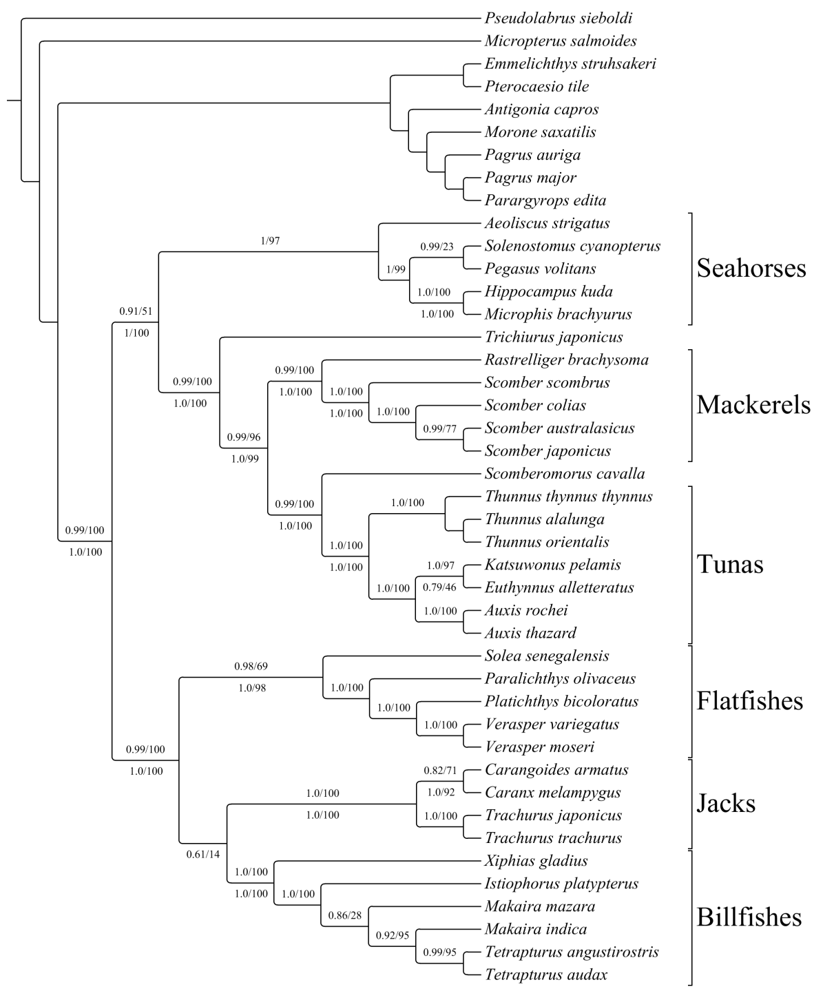 Pseudolabrus sieboldi
Micropterus salmoides
Emmelichthys struhsakeri
Pterocaesio tile
Antigonia capros
Morone saxatilis
Pagrus auriga
Pagrus major
Parargyrops edita
Aeoliscus strigatus
1/97
0.99/23
Solenostomus cyanopterus
1/99
Pegasus volitans
Seahorses
1.0/100
Hippocampus kuda
0.91/51
1.0/100
Microphis brachyurus
1/100
Trichiurus japonicus
Rastrelliger brachysoma
0.99/100
0.99/100
Scomber scombrus
1.0/100
1.0/100
1.0/100
Scomber colias
Mackerels
1.0/100
1.0/100
Scomber australasicus
0.99/77
0.99/96
Scomber japonicus
1.0/99
Scomberomorus cavalla
Thunnus thynnus thynnus
0.99/100
1.0/100
Thunnus alalunga
1.0/100
0.99/100
Thunnus orientalis
1.0/100
1.0/100
Katsuwonus pelamis
1.0/97
Tunas
1.0/100
Euthynnus alletteratus
1.0/100
0.79/46
Auxis rochei
1.0/100
Auxis thazard
Solea senegalensis
0.98/69
Paralichthys olivaceus
1.0/98
1.0/100
Platichthys bicoloratus
Flatfishes
1.0/100
Verasper variegatus
1.0/100
Verasper moseri
0.99/100
1.0/100
Carangoides armatus
0.82/71
Caranx melampygus
1.0/100
1.0/92
Jacks
1.0/100
1.0/100
Trachurus japonicus
Trachurus trachurus
0.61/14
Xiphias gladius
1.0/100
Istiophorus platypterus
1.0/100
1.0/100
Makaira mazara
0.86/28
Billfishes
Makaira indica
0.92/95
Tetrapturus angustirostris
0.99/95
Tetrapturus audax